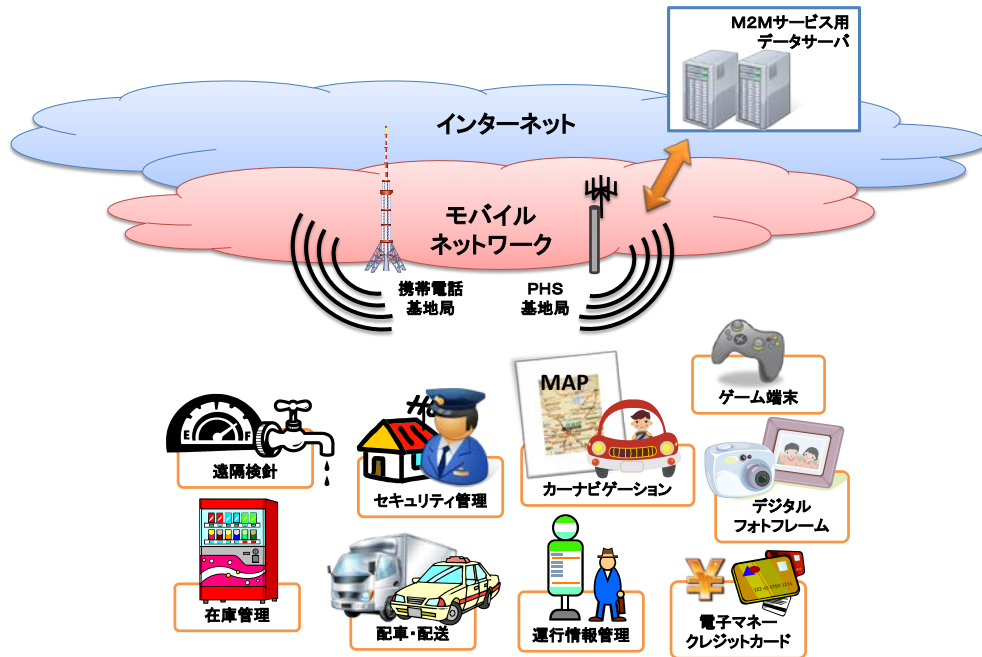 M2Mサービス用
データサーバ
インターネット
モバイル
ネットワーク
携帯電話
基地局
PHS
基地局
ゲーム端末
MAP
E
F
遠隔検針
セキュリティ管理
カーナビゲーション
デジタル
フォトフレーム
在庫管理
配車・配送
運行情報管理
¥
電子マネー
クレジットカード